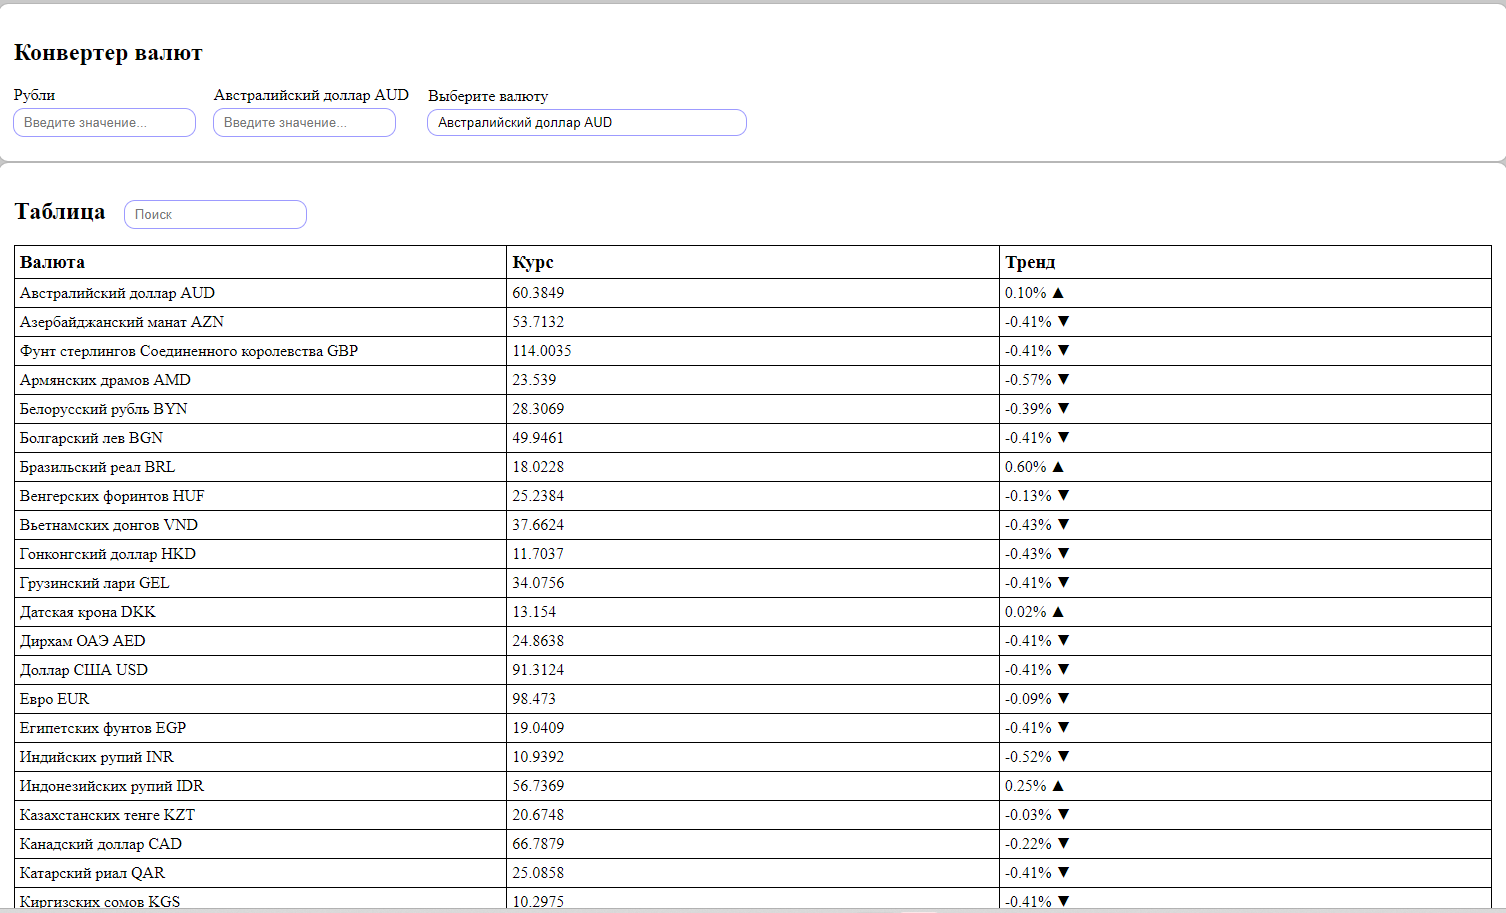 Конвертер валют
Рубли Австралийский доллар AUD Выберите валюту
Введите значение... Введите значение... Австралийский доллар AUD
Таблица Поиск
Валюта Курс Тренд
Австралийский доллар AUD 60.3849 0.10% ▲
Азербайджанский манат AZN 53.7132 -0.41% ▼
Фунт стерлингов Соединенного королевства GBP 114.0035 -0.41% ▼
Армянских драмов AMD 23.539 -0.57% ▼
Белорусский рубль BYN 28.3069 -0.39% ▼
Болгарский лев BGN 49.9461 -0.41% ▼
Бразильский реал BRL 18.0228 0.60% ▲
Венгерских форинтов HUF 25.2384 -0.13% ▼
Вьетнамских донгов VND 37.6624 -0.43% ▼
Гонконгский доллар HKD 11.7037 -0.43% ▼
Грузинский лари GEL 34.0756 -0.41% ▼
Датская крона DKK 13.154 0.02% ▲
Дирхам ОАЭ AED 24.8638 -0.41% ▼
Доллар США USD 91.3124 -0.41% ▼
Евро EUR 98.473 -0.09% ▼
Египетских фунтов EGP 19.0409 -0.41% ▼
Индийских рупий INR 10.9392 -0.52% ▼
Индонезийских рупий IDR 56.7369 0.25% ▲
Казахстанских тенге KZT 20.6748 -0.03% ▼
Канадский доллар CAD 66.7879 -0.22% ▼
Катарский риал QAR 25.0858 -0.41% ▼
Киргизских сомов KGS 10.2975 -0.41% ▼